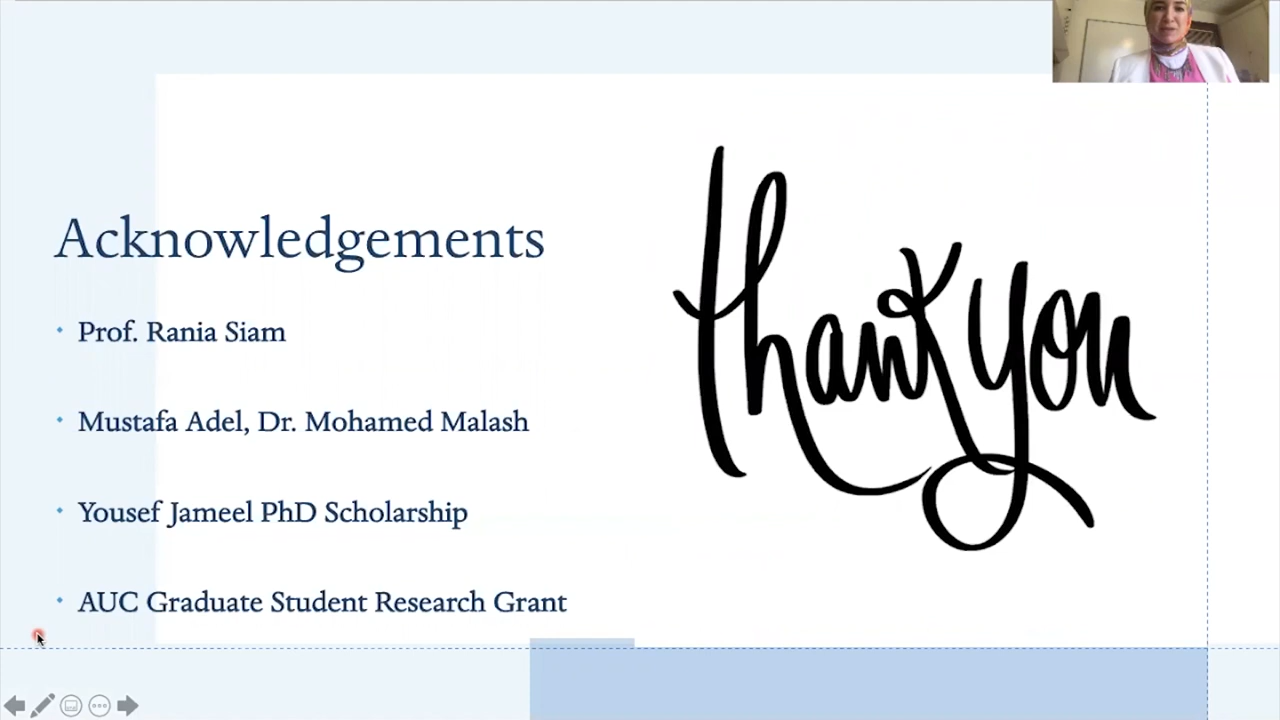 Acknowledgements
Prof. Rania Siam
Mustafa Adel, Dr. Mohamed Malash
Yousef Jameel PhD Scholarship
AUC Graduate Student Research Grant
thank you